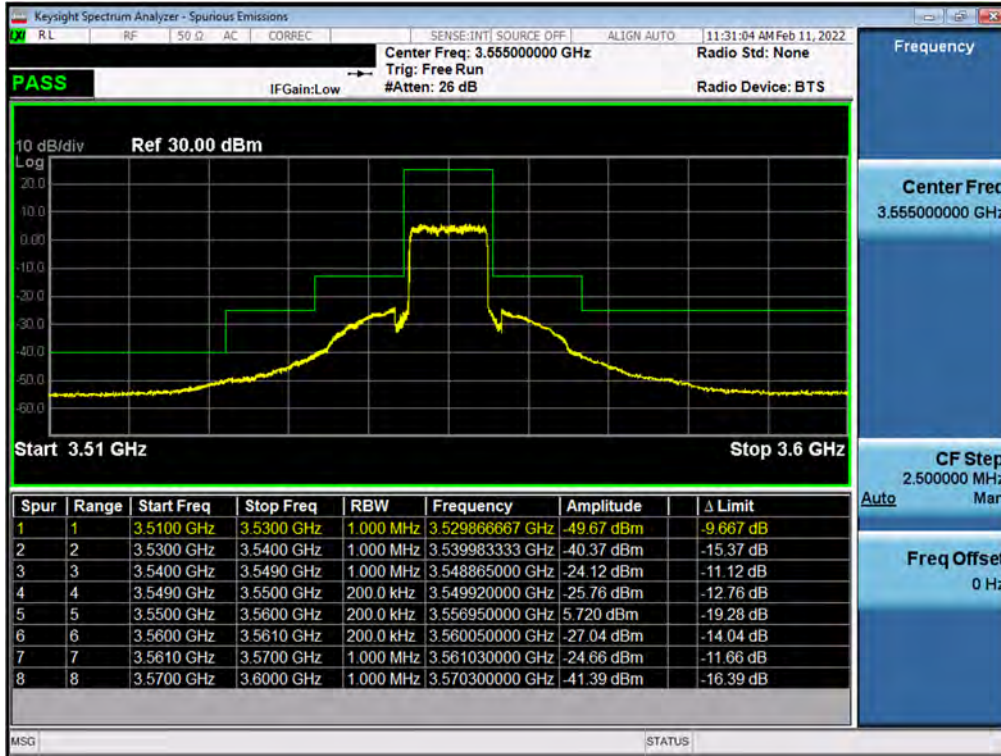 Keysight Spectrum Analyzer - Spurious Emissions
LXI RL RF 50 Ω AC CORREC SENSE:INT SOURCE OFF ALIGN AUTO 11:31:04 AM Feb 11, 2022
Center Freq: 3.555000000 GHz Radio Std: None
Trig: Free Run
PASS IFGain:Low #Atten: 26 dB Radio Device: BTS
10 dB/div Ref 30.00 dBm
Log
20.0
10.0
0.00
-10.0
-20.0
-30.0
-40.0
-50.0
-60.0
Start 3.51 GHz Stop 3.6 GHz
Spur Range Start Freq Stop Freq RBW Frequency Amplitude Δ Limit
1 1 3.5100 GHz 3.5300 GHz 1.000 MHz 3.529866667 GHz -49.67 dBm -9.667 dB
2 2 3.5300 GHz 3.5400 GHz 1.000 MHz 3.539983333 GHz -40.37 dBm -15.37 dB
3 3 3.5400 GHz 3.5490 GHz 1.000 MHz 3.548865000 GHz -24.12 dBm -11.12 dB
4 4 3.5490 GHz 3.5500 GHz 200.0 kHz 3.549920000 GHz -25.76 dBm -12.76 dB
5 5 3.5500 GHz 3.5600 GHz 200.0 kHz 3.556950000 GHz 5.720 dBm -19.28 dB
6 6 3.5600 GHz 3.5610 GHz 200.0 kHz 3.560050000 GHz -27.04 dBm -14.04 dB
7 7 3.5610 GHz 3.5700 GHz 1.000 MHz 3.561030000 GHz -24.66 dBm -11.66 dB
8 8 3.5700 GHz 3.6000 GHz 1.000 MHz 3.570300000 GHz -41.39 dBm -16.39 dB
MSG STATUS
Frequency
Center Freq
3.555000000 GHz
CF Step
2.500000 MHz
Auto Man
Freq Offset
0 Hz